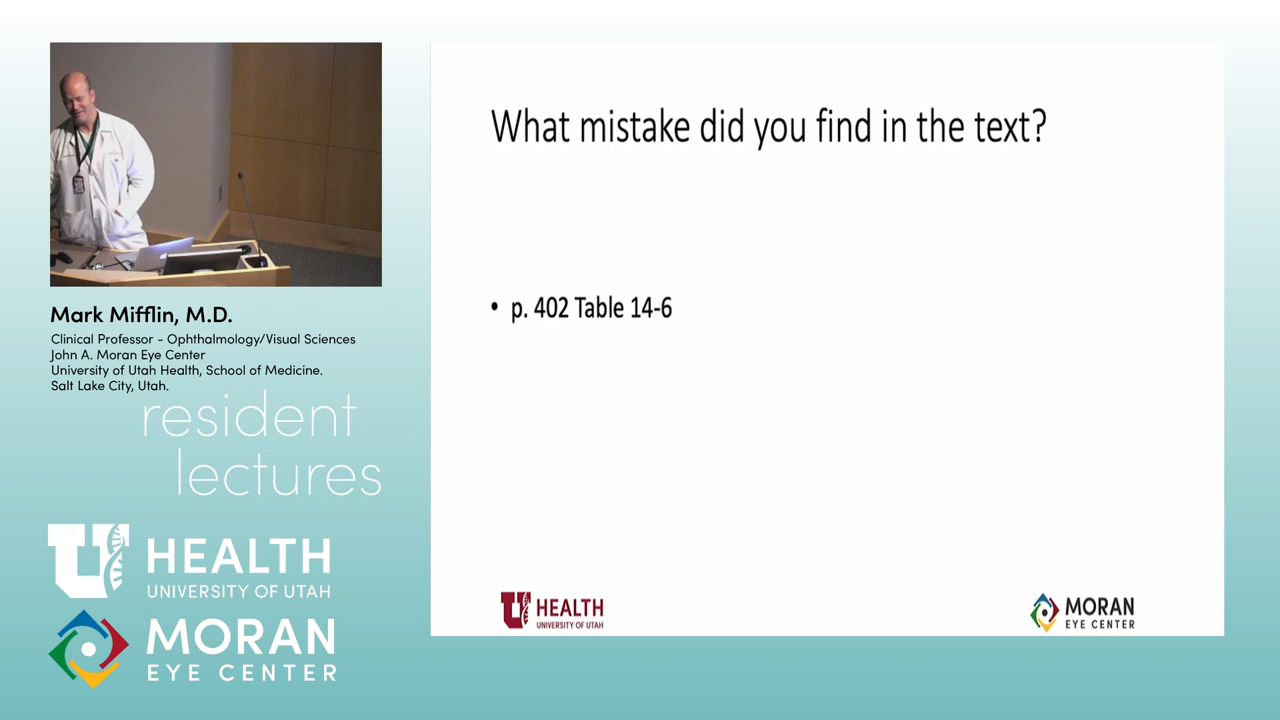 What mistake did you find in the text?
• p. 402 Table 14-6
Mark Mifflin, M.D.
Clinical Professor - Ophthalmology/Visual Sciences
John A. Moran Eye Center
University of Utah Health, School of Medicine.
Salt Lake City, Utah.
resident
lectures
U HEALTH
UNIVERSITY OF UTAH
MORAN
EYE CENTER
U HEALTH
UNIVERSITY OF UTAH
MORAN
EYE CENTER